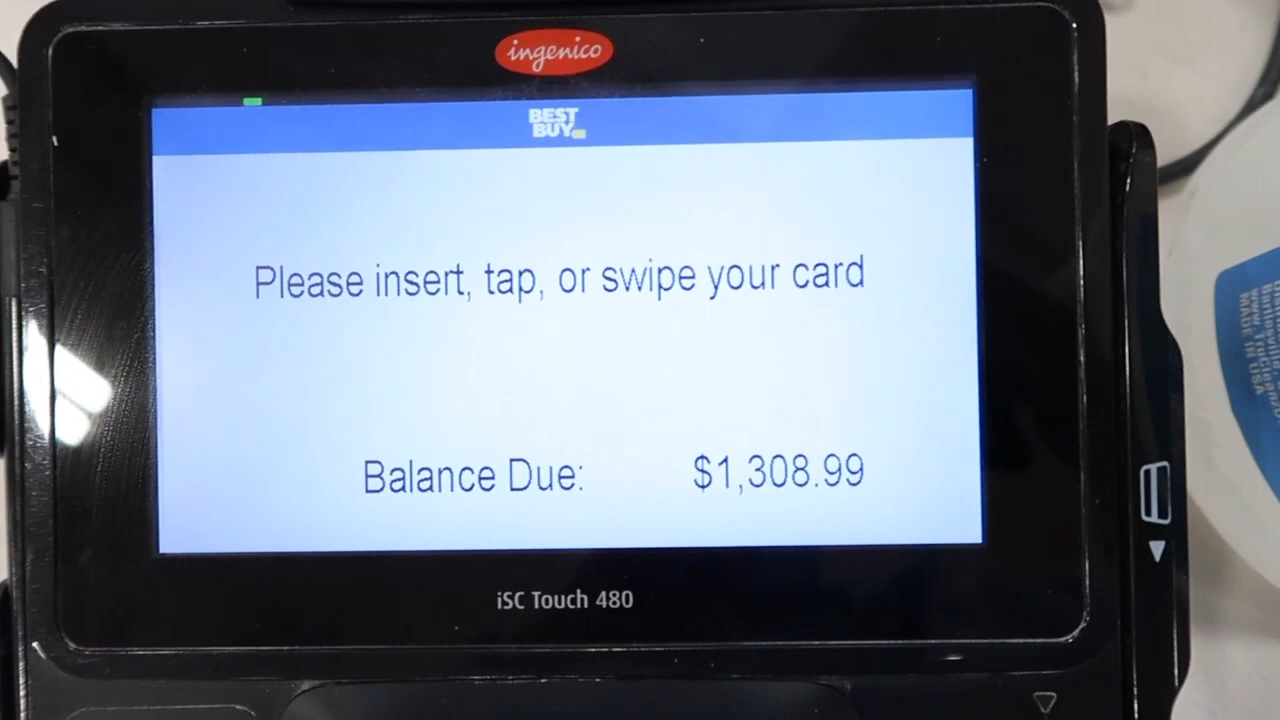 ingenico
BEST
BUY
Please insert, tap, or swipe your card
Balance Due: $1,308.99
iSC Touch 480
MADE IN USA